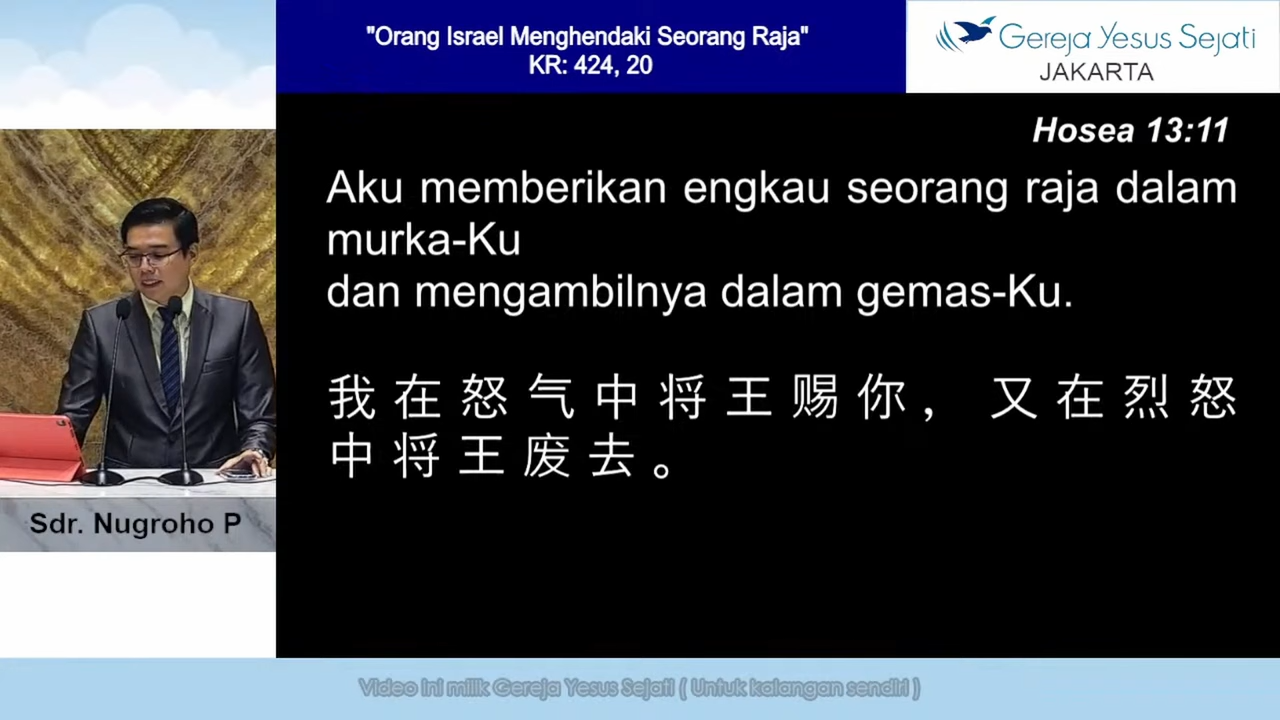 "Orang Israel Menghendaki Seorang Raja"
KR: 424, 20
Gereja Yesus Sejati
JAKARTA
Hosea 13:11
Aku memberikan engkau seorang raja dalam
murka-Ku
dan mengambilnya dalam gemas-Ku.
我在怒气中将王赐你，又在烈怒
中将王废去。
Sdr. Nugroho P
Video ini milik Gereja Yesus Sejati ( Untuk kalangan sendiri )